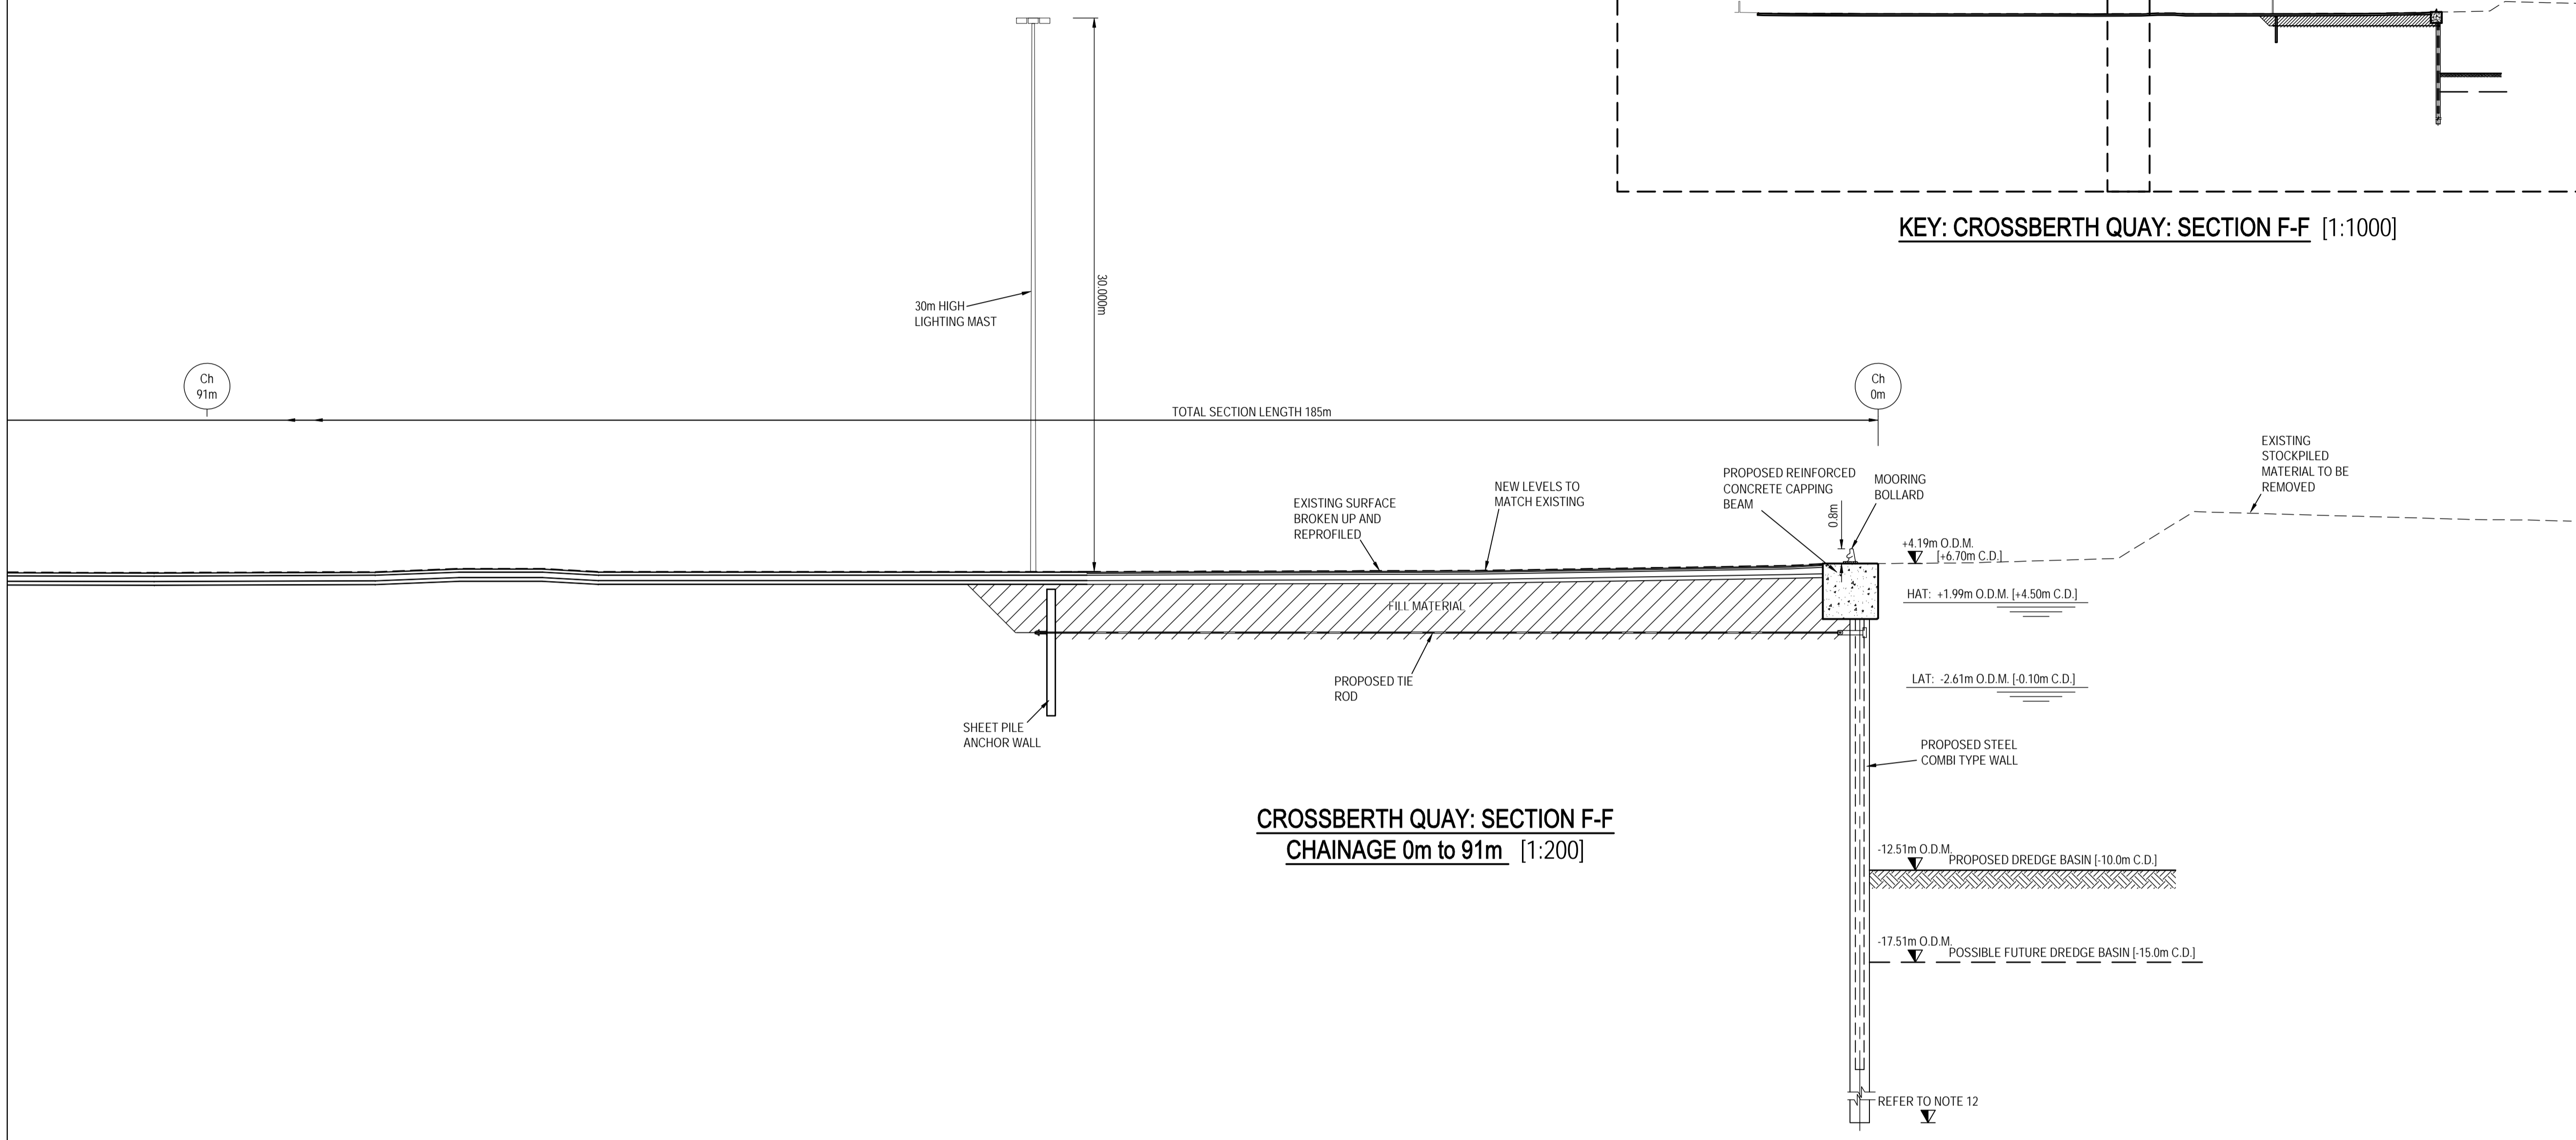 KEY: CROSSBERTH QUAY: SECTION F-F [1:1000]
30.000m
30m HIGH
LIGHTING MAST
Ch
91m
Ch
0m
TOTAL SECTION LENGTH 185m
EXISTING SURFACE
BROKEN UP AND
REPROFILED
NEW LEVELS TO
MATCH EXISTING
PROPOSED REINFORCED
CONCRETE CAPPING
BEAM
0.8m
MOORING
BOLLARD
EXISTING
STOCKPILED
MATERIAL TO BE
REMOVED
+4.19m O.D.M.
[+6.70m C.D.]
HAT: +1.99m O.D.M. [+4.50m C.D.]
FILL MATERIAL
LAT: -2.61m O.D.M. [-0.10m C.D.]
PROPOSED TIE
ROD
SHEET PILE
ANCHOR WALL
PROPOSED STEEL
COMBI TYPE WALL
CROSSBERTH QUAY: SECTION F-F
CHAINAGE 0m to 91m [1:200]
-12.51m O.D.M.
PROPOSED DREDGE BASIN [-10.0m C.D.]
-17.51m O.D.M.
POSSIBLE FUTURE DREDGE BASIN [-15.0m C.D.]
REFER TO NOTE 12